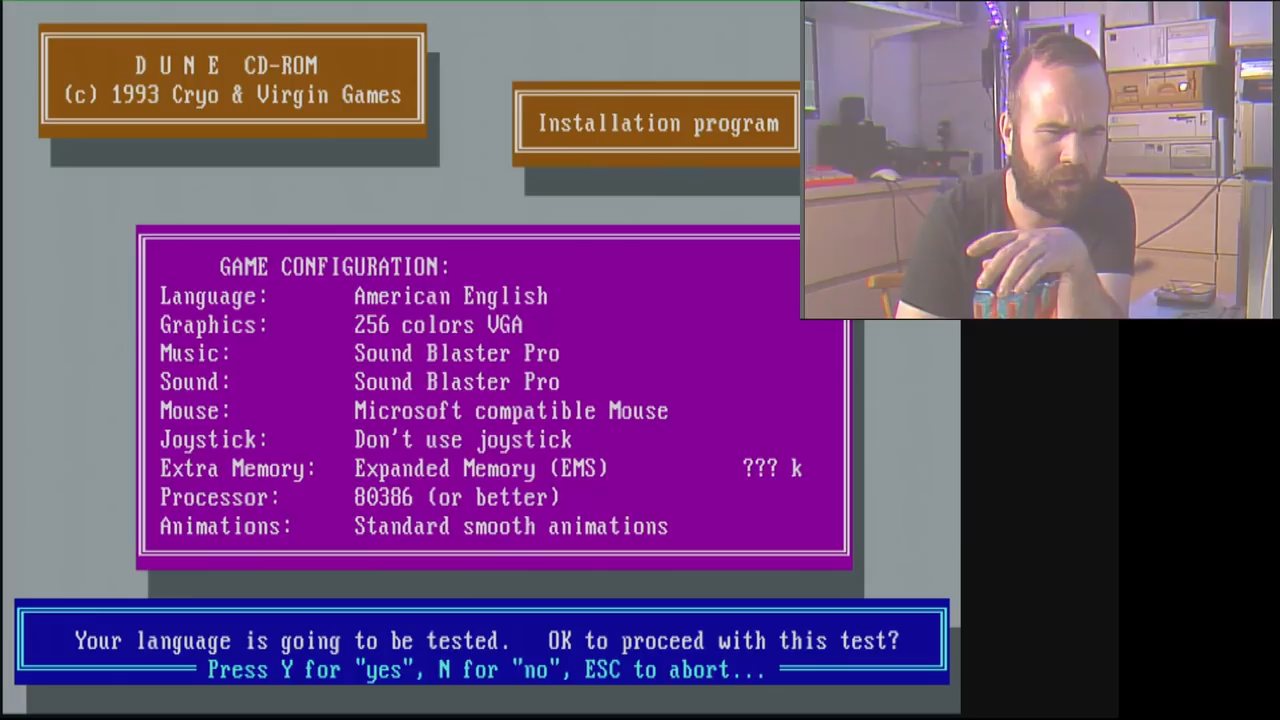 D U N E CD-ROM
(c) 1993 Cryo & Virgin Games
Installation program
GAME CONFIGURATION:
Language: American English
Graphics: 256 colors VGA
Music: Sound Blaster Pro
Sound: Sound Blaster Pro
Mouse: Microsoft compatible Mouse
Joystick: Don't use joystick
Extra Memory: Expanded Memory (EMS) ??? k
Processor: 80386 (or better)
Animations: Standard smooth animations
Your language is going to be tested. OK to proceed with this test?
Press Y for "yes", N for "no", ESC to abort...